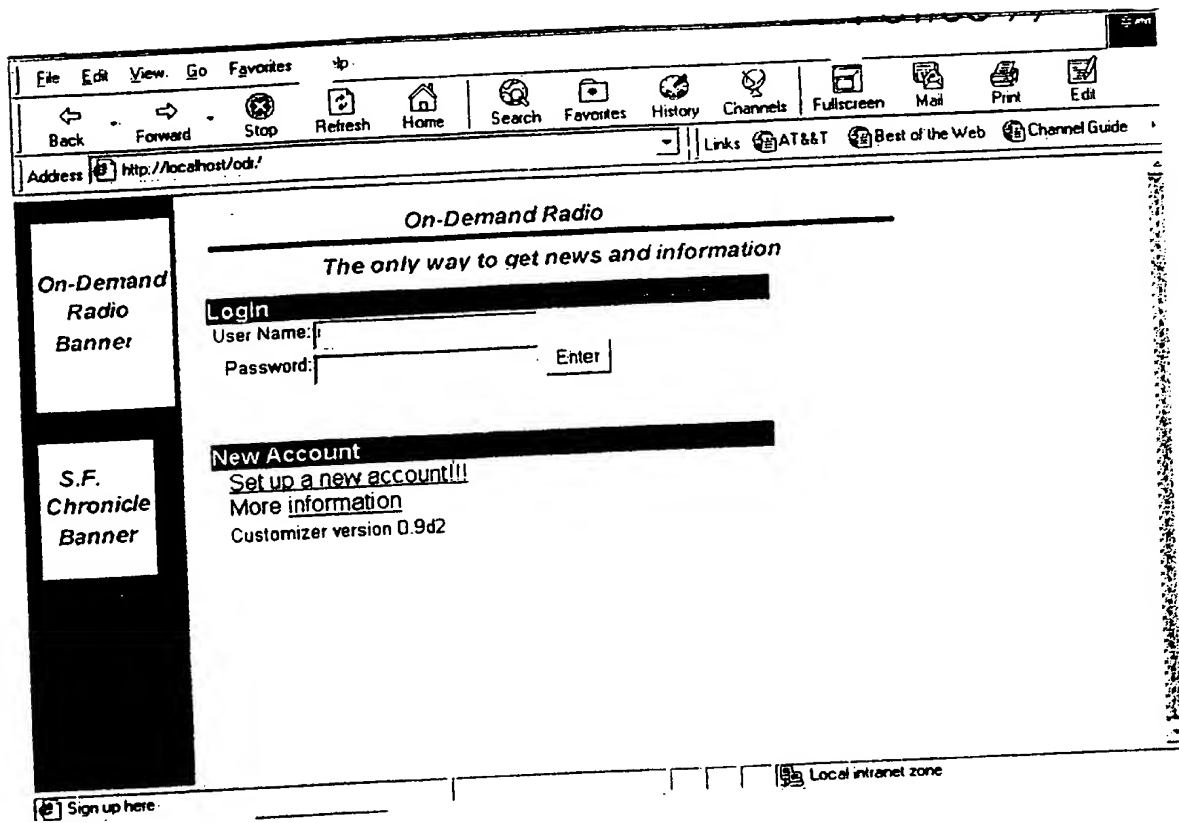 File Edit View. Go Favorites
Back Forward Stop Refresh Home Search Favorites History Channels Fullscreen Mail Print Edit
Address http://localhost/odr/ Links AT&&T Best of the Web Channel Guide
On-Demand Radio
The only way to get news and information
On-Demand
Radio
Banner
LogIn
User Name:
Password:
Enter
New Account
Set up a new account!!!
More information
Customizer version 0.9d2
S.F.
Chronicle
Banner
Sign up here
Local intranet zone